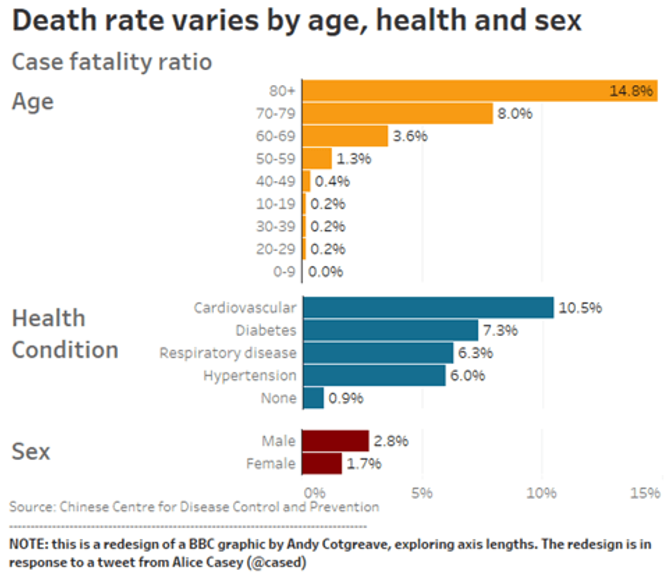 Death rate varies by age, health and sex
Case fatality ratio
Age
80+ 14.8%
70-79 8.0%
60-69 3.6%
50-59 1.3%
40-49 0.4%
10-19 0.2%
30-39 0.2%
20-29 0.2%
0-9 0.0%
Health
Condition
Cardiovascular 10.5%
Diabetes 7.3%
Respiratory disease 6.3%
Hypertension 6.0%
None 0.9%
Sex
Male 2.8%
Female 1.7%
0% 5% 10% 15%
Source: Chinese Centre for Disease Control and Prevention
NOTE: this is a redesign of a BBC graphic by Andy Cotgreave, exploring axis lengths. The redesign is in
response to a tweet from Alice Casey (@cased)